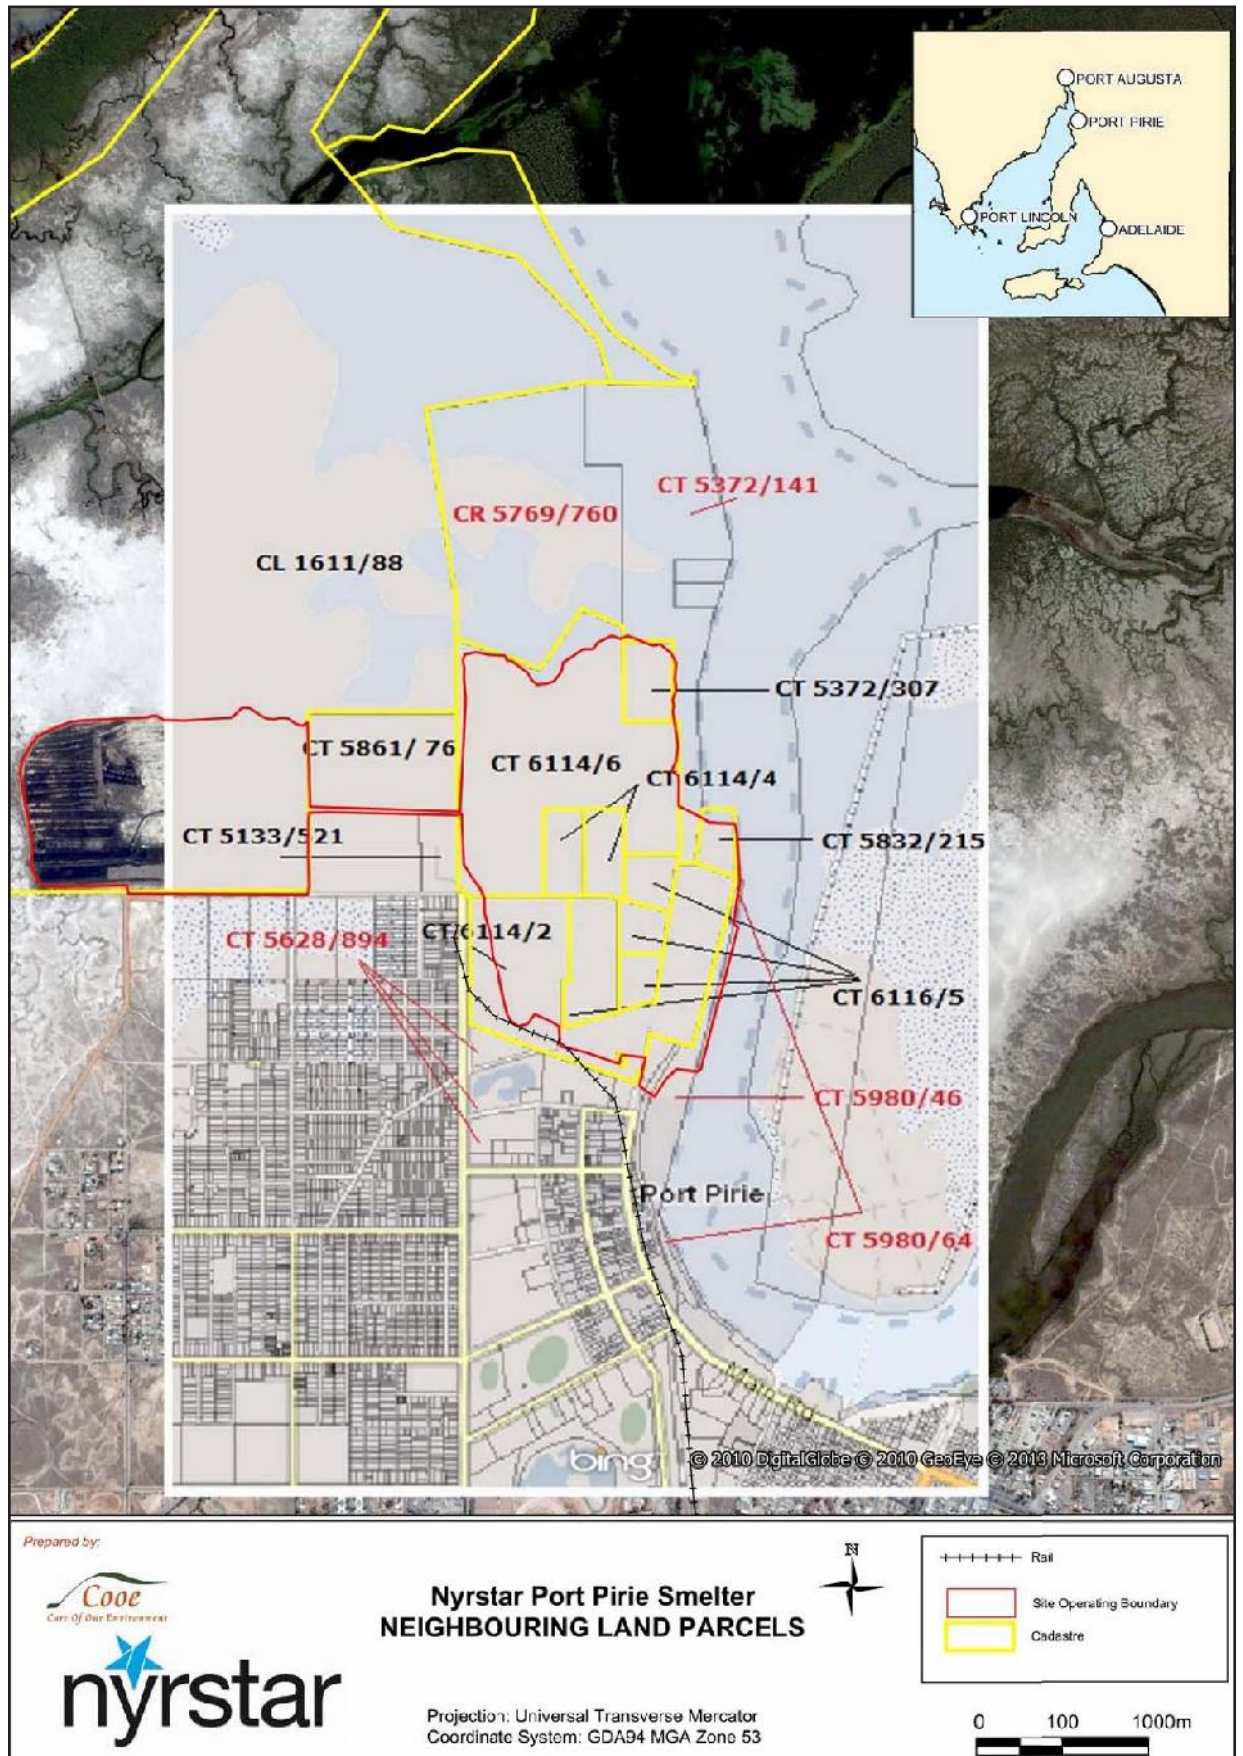 PORT AUGUSTA
PORT PIRIE
PORT LINCOLN
ADELAIDE
CT 5372/141
CR 5769/760
CL 1611/88
CT 5372/307
CT 5861/ 76
CT 6114/6
CT 6114/4
CT 5133/521
CT 5832/215
CT 5628/894
CT 6114/2
CT 6116/5
CT 5980/46
Port Pirie
CT 5980/64
Main Rd
bing
© 2010 DigitalGlobe © 2010 GeoEye © 2013 Microsoft Corporation
Prepared by:
Cooe
Care Of Our Environment
nyrstar
Nyrstar Port Pirie Smelter
NEIGHBOURING LAND PARCELS
Projection: Universal Transverse Mercator
Coordinate System: GDA94 MGA Zone 53
N
Rail
Site Operating Boundary
Cadastre
0 100 1000m